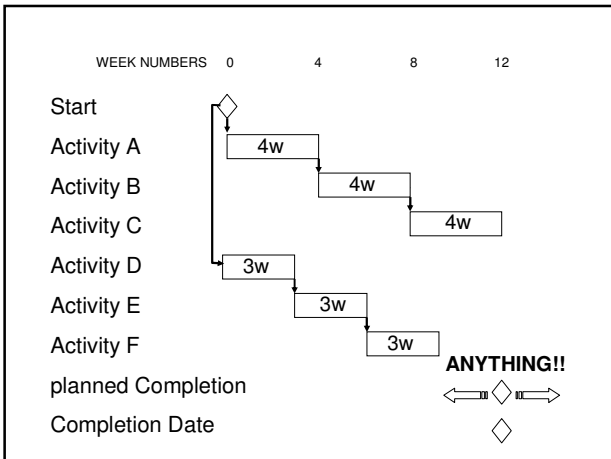 WEEK NUMBERS 0 4 8 12
Start
Activity A 4w
Activity B 4w
Activity C 4w
Activity D 3w
Activity E 3w
Activity F 3w
ANYTHING!!
planned Completion
Completion Date